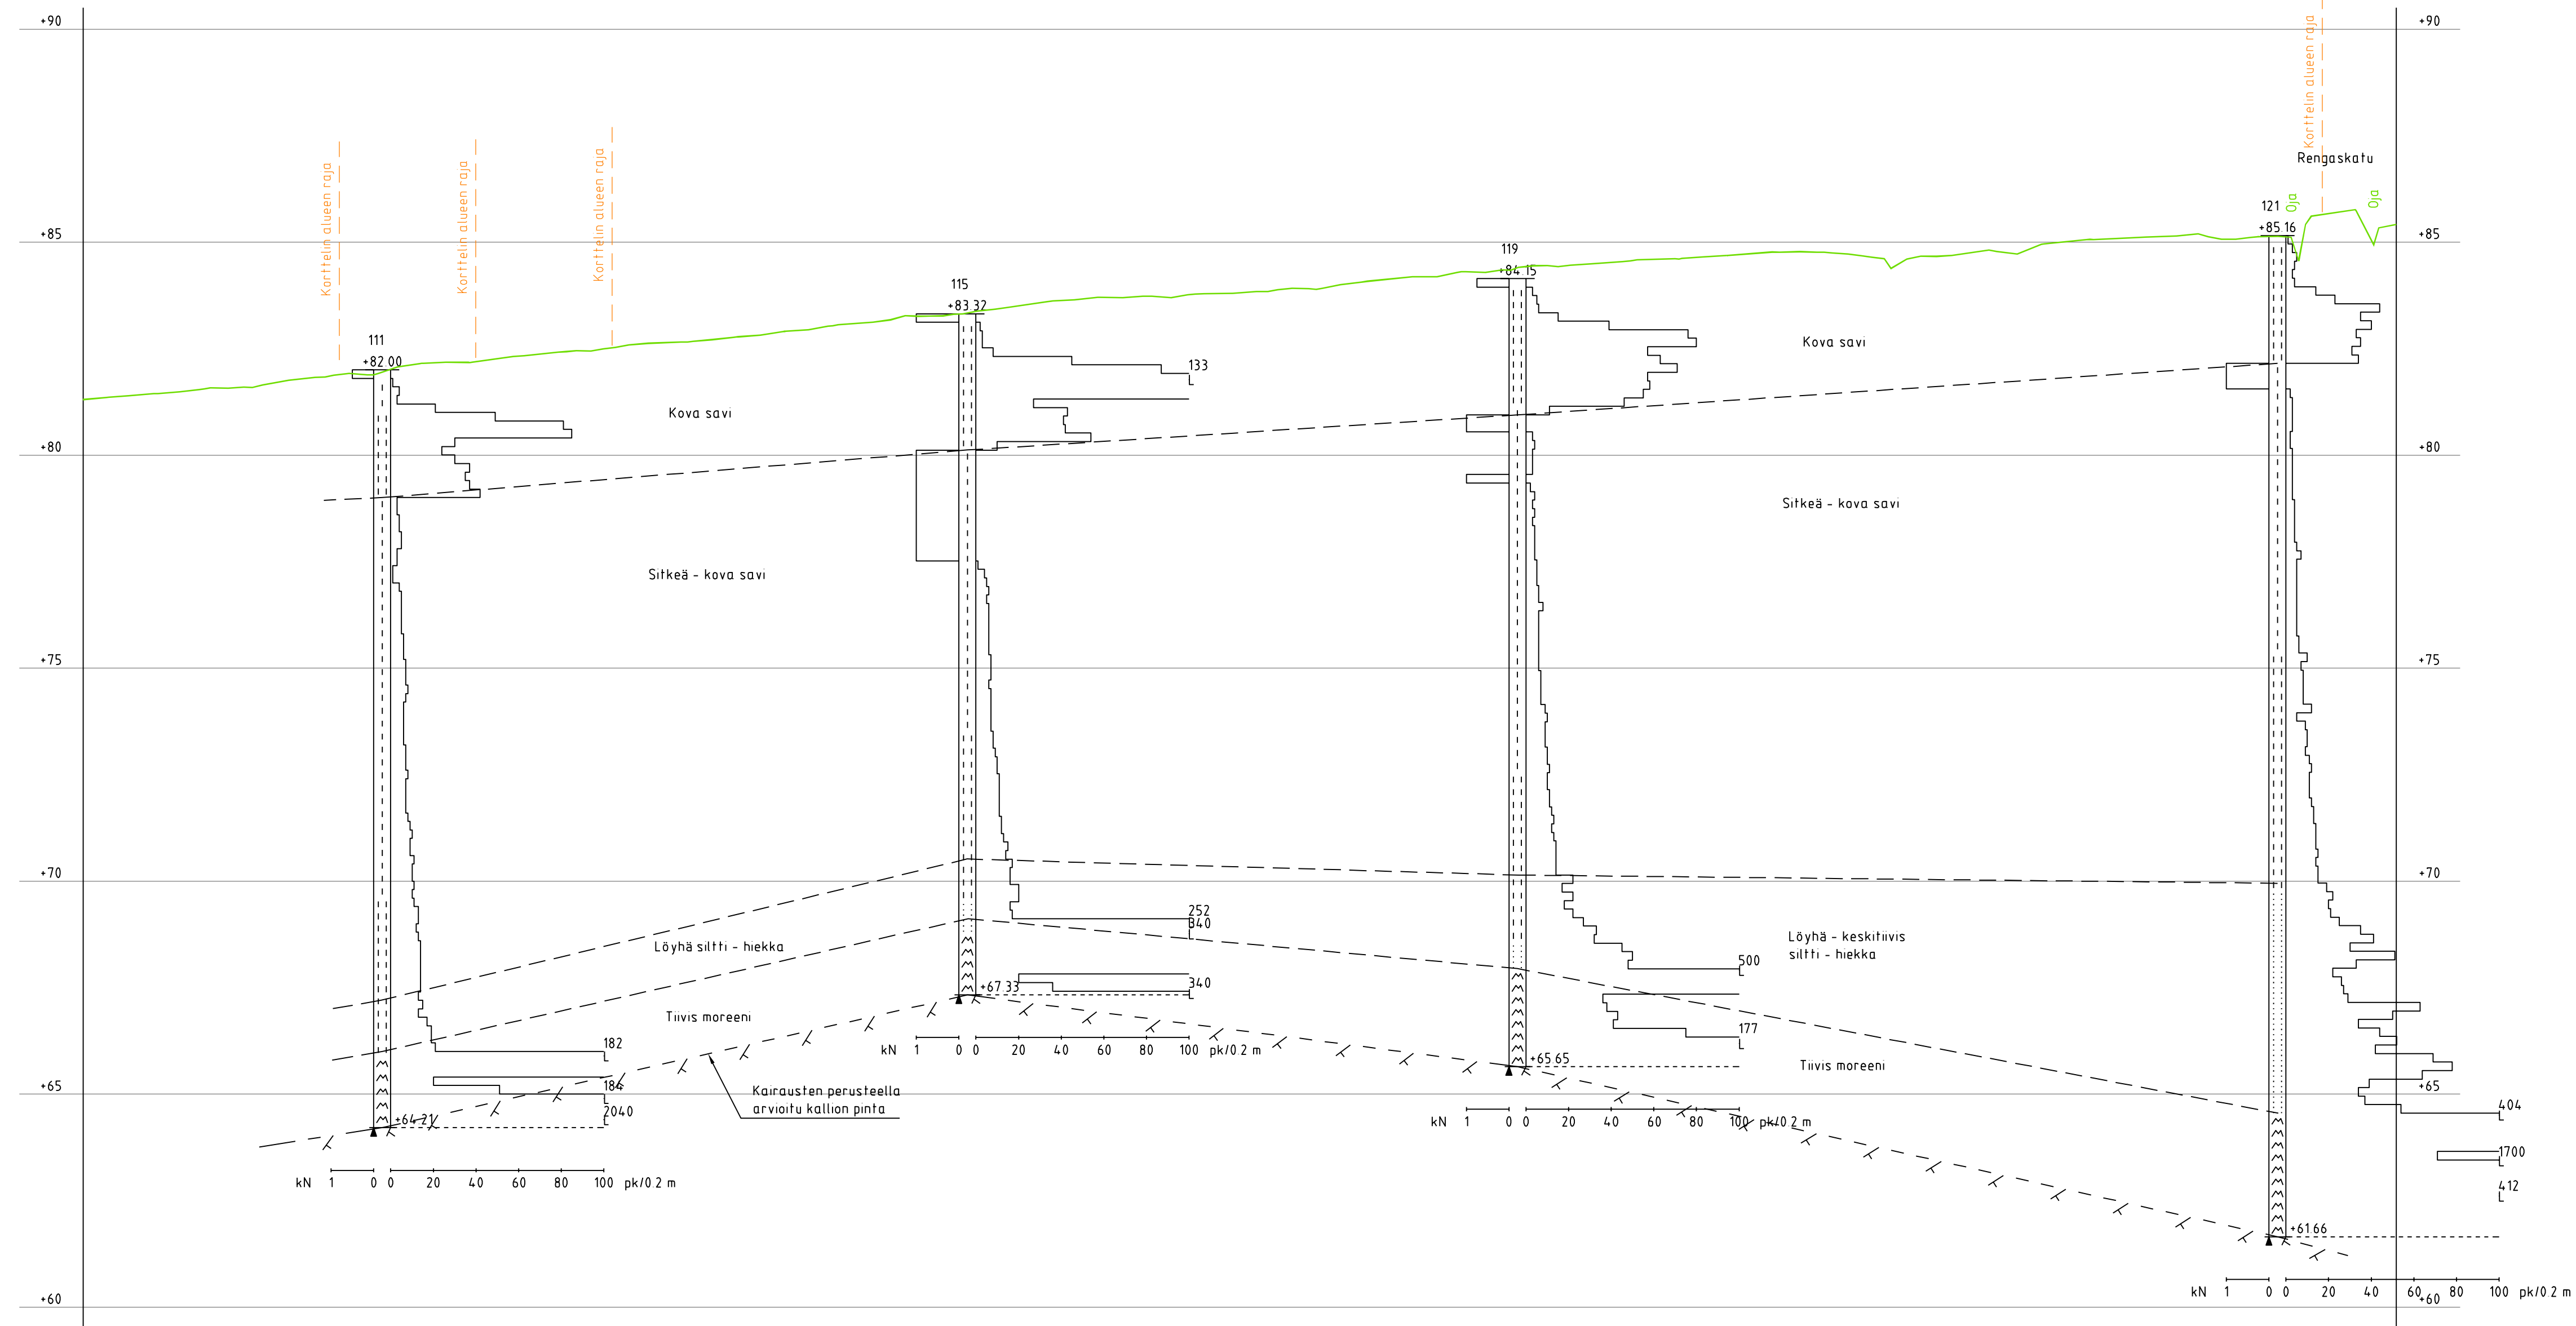 +90
+90
Korttelin alueen raja
Rengaskatu
Korttelin alueen raja
Korttelin alueen raja
Korttelin alueen raja
Oja
Oja
121
+85.16
+85
+85
119
+84.15
115
+83.32
111
+82.00
Kova savi
133
Kova savi
+80
+80
Sitkeä - kova savi
Sitkeä - kova savi
+75
+75
+70
+70
252
340
Löyhä siltti - hiekka
Löyhä - keskitiivis
siltti - hiekka
500
340
+67.33
Tiivis moreeni
177
182
kN 1 0 0 20 40 60 80 100 pk/0.2 m
+65.65
Tiivis moreeni
+65
184
+65
Kairausten perusteella
arvioitu kallion pinta
2040
+64.21
404
kN 1 0 0 20 40 60 80 100 pk/0.2 m
1700
kN 1 0 0 20 40 60 80 100 pk/0.2 m
412
+61.66
kN 1 0 0 20 40 60 80 100 pk/0.2 m
+60
+60